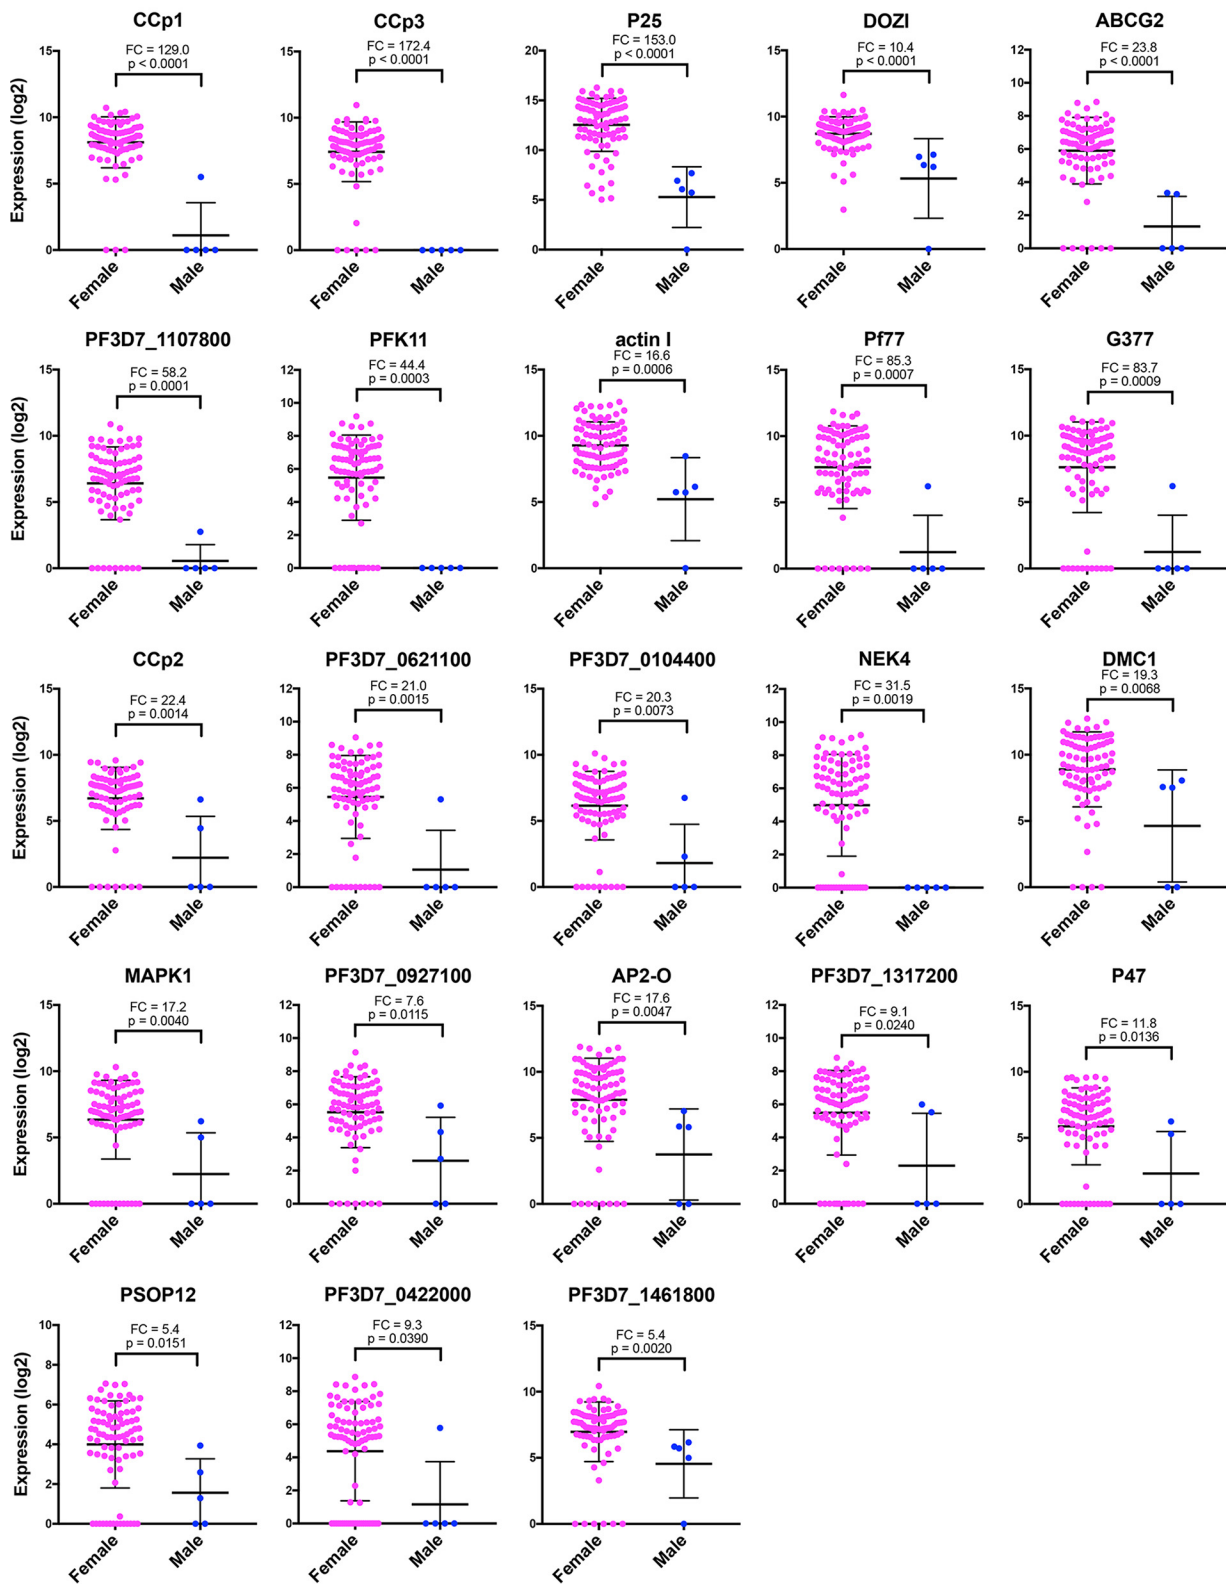 CCp1
FC = 129.0
p < 0.0001
Expression (log2)
15
10
5
0
Female
Male
CCp3
FC = 172.4
p < 0.0001
15
10
5
0
Female
Male
P25
FC = 153.0
p < 0.0001
20
15
10
5
0
Female
Male
DOZI
FC = 10.4
p < 0.0001
15
10
5
0
Female
Male
ABCG2
FC = 23.8
p < 0.0001
12
10
8
6
4
2
0
Female
Male
PF3D7_1107800
FC = 58.2
p = 0.0001
Expression (log2)
15
10
5
0
Female
Male
PFK11
FC = 44.4
p = 0.0003
12
10
8
6
4
2
0
Female
Male
actin I
FC = 16.6
p = 0.0006
15
10
5
0
Female
Male
Pf77
FC = 85.3
p = 0.0007
15
10
5
0
Female
Male
G377
FC = 83.7
p = 0.0009
15
10
5
0
Female
Male
CCp2
FC = 22.4
p = 0.0014
Expression (log2)
15
10
5
0
Female
Male
PF3D7_0621100
FC = 21.0
p = 0.0015
12
10
8
6
4
2
0
Female
Male
PF3D7_0104400
FC = 20.3
p = 0.0073
15
10
5
0
Female
Male
NEK4
FC = 31.5
p = 0.0019
12
10
8
6
4
2
0
Female
Male
DMC1
FC = 19.3
p = 0.0068
15
10
5
0
Female
Male
MAPK1
FC = 17.2
p = 0.0040
Expression (log2)
15
10
5
0
Female
Male
PF3D7_0927100
FC = 7.6
p = 0.0115
12
10
8
6
4
2
0
Female
Male
AP2-O
FC = 17.6
p = 0.0047
15
10
5
0
Female
Male
PF3D7_1317200
FC = 9.1
p = 0.0240
12
10
8
6
4
2
0
Female
Male
P47
FC = 11.8
p = 0.0136
15
10
5
0
Female
Male
PSOP12
FC = 5.4
p = 0.0151
Expression (log2)
10
8
6
4
2
0
Female
Male
PF3D7_0422000
FC = 9.3
p = 0.0390
12
10
8
6
4
2
0
Female
Male
PF3D7_1461800
FC = 5.4
p = 0.0020
15
10
5
0
Female
Male